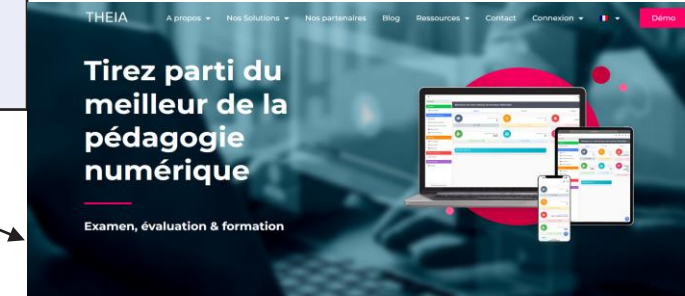 THEIA A propos Nos Solutions Nos partenaires Blog Ressources Contact Connexion Démo
Tirez parti du
meilleur de la
pédagogie
numérique
Examen, évaluation & formation